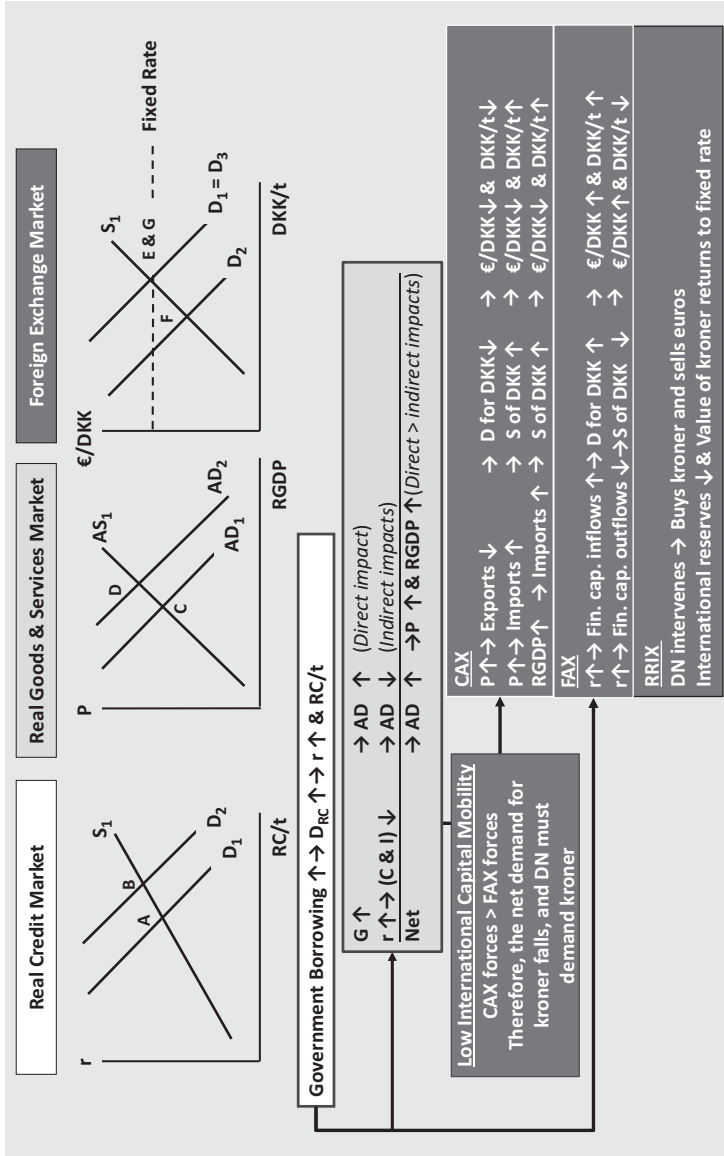 Real Credit Market
r
S₁
B
A
D₂
D₁
RC/t
Real Goods & Services Market
P
AS₁
D
C
AD₂
AD₁
RGDP
Foreign Exchange Market
€/DKK
S₁
E & G
Fixed Rate
F
D₁ = D₃
D₂
DKK/t
Government Borrowing ↑→ D_RC ↑→ r ↑ & RC/t
G ↑ → AD ↑ (Direct impact)
r ↑→ (C & I) ↓ → AD ↓ (Indirect impacts)
Net → AD ↑ →P ↑ & RGDP ↑(Direct > indirect impacts)
Low International Capital Mobility
CAX forces > FAX forces
Therefore, the net demand for
kroner falls, and DN must
demand kroner
CAX
P↑→ Exports ↓ → D for DKK↓ → €/DKK↓ & DKK/t↓
P↑→ Imports ↑ → S of DKK ↑ → €/DKK↓ & DKK/t↑
RGDP↑ → Imports ↑ → S of DKK ↑ → €/DKK↓ & DKK/t↑
FAX
r↑→ Fin. cap. inflows ↑→ D for DKK ↑ → €/DKK ↑ & DKK/t ↑
r↑→ Fin. cap. outflows ↓→ S of DKK ↓ → €/DKK↑ & DKK/t ↓
RRIX
DN intervenes → Buys kroner and sells euros
International reserves ↓ & Value of kroner returns to fixed rate